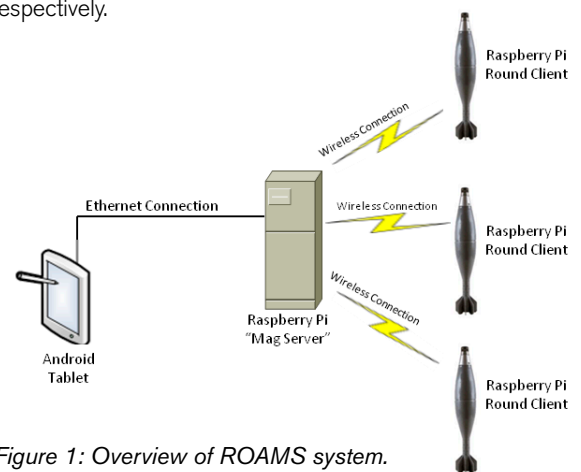 espectively.
Raspberry Pi
Round Client
Wireless Connection
Ethernet Connection
Wireless Connection
Raspberry Pi
Round Client
Wireless Connection
Raspberry Pi
"Mag Server"
Android
Tablet
Raspberry Pi
Round Client
Figure 1: Overview of ROAMS system.